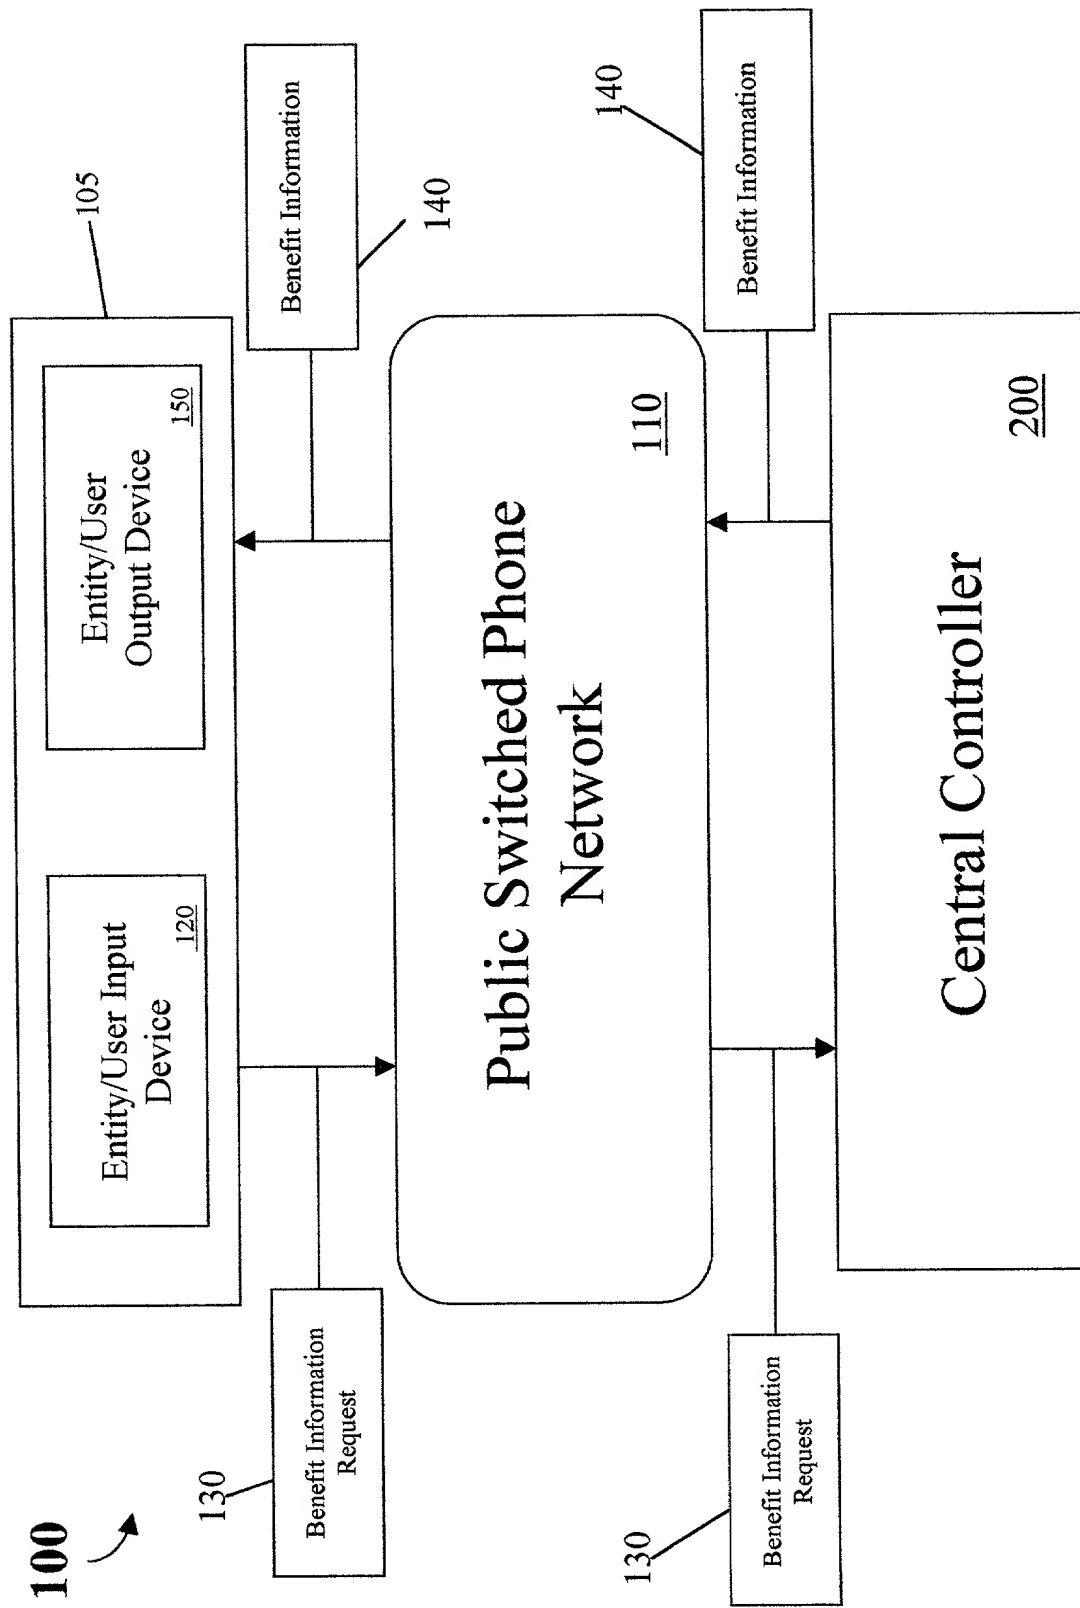 100
105
Entity/User Input
Device
120
Entity/User
Output Device
150
130
Benefit Information
Request
Benefit Information
140
Public Switched Phone
Network
110
130
Benefit Information
Request
140
Benefit Information
Central Controller
200